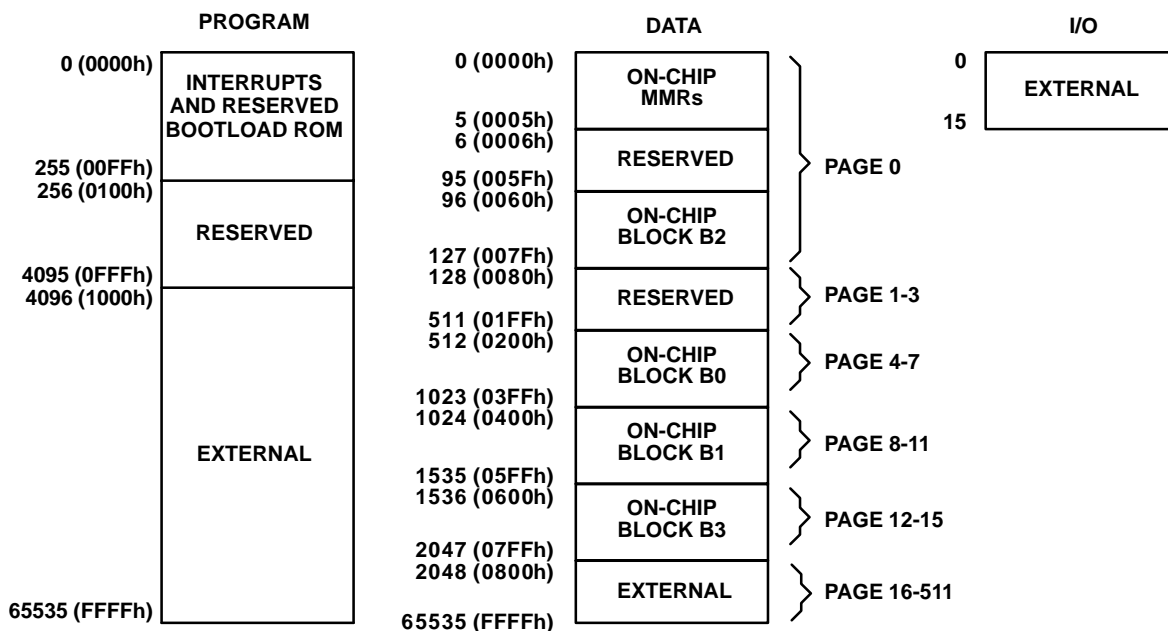 PROGRAM
0 (0000h)
INTERRUPTS
AND RESERVED
BOOTLOAD ROM
255 (00FFh)
256 (0100h)
RESERVED
4095 (0FFFh)
4096 (1000h)
EXTERNAL
65535 (FFFFh)
DATA
0 (0000h)
ON-CHIP
MMRs
5 (0005h)
6 (0006h)
RESERVED
95 (005Fh)
96 (0060h)
ON-CHIP
BLOCK B2
127 (007Fh)
128 (0080h)
RESERVED
511 (01FFh)
512 (0200h)
ON-CHIP
BLOCK B0
1023 (03FFh)
1024 (0400h)
ON-CHIP
BLOCK B1
1535 (05FFh)
1536 (0600h)
ON-CHIP
BLOCK B3
2047 (07FFh)
2048 (0800h)
EXTERNAL
65535 (FFFFh)
PAGE 0
PAGE 1-3
PAGE 4-7
PAGE 8-11
PAGE 12-15
PAGE 16-511
I/O
0
EXTERNAL
15